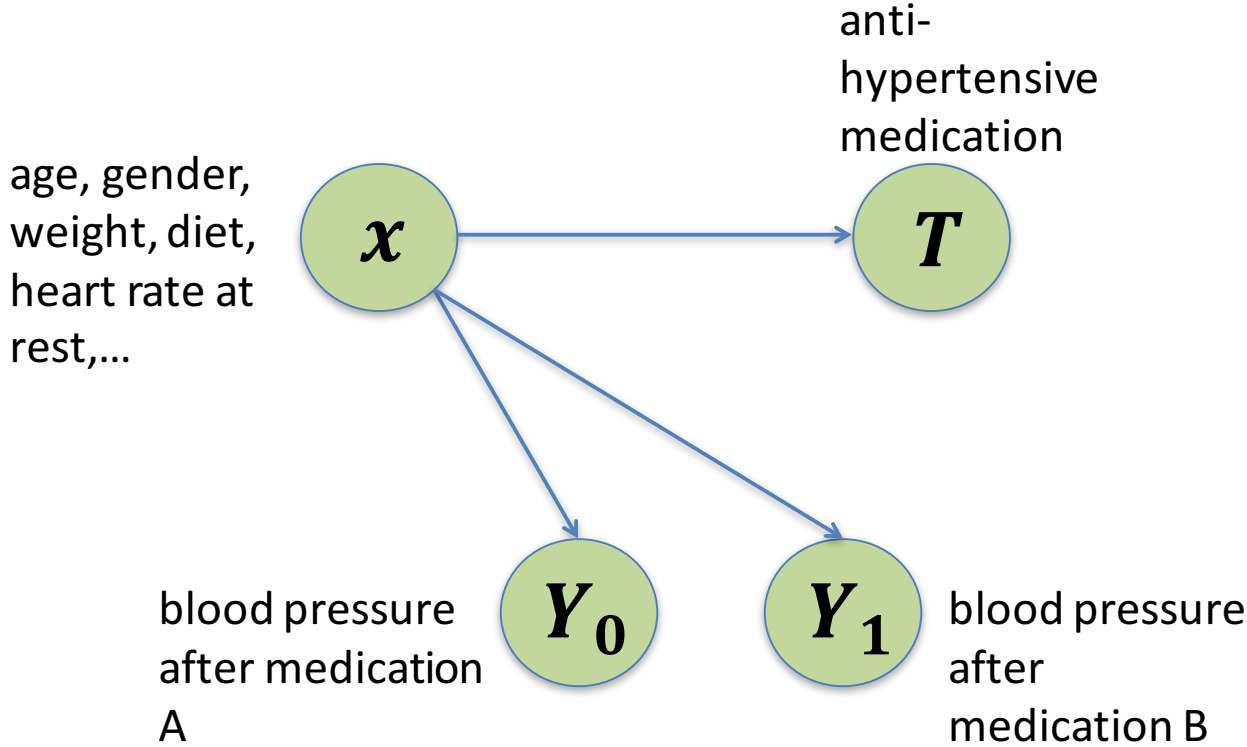 anti-
hypertensive
medication
age, gender,
weight, diet,
heart rate at
rest,...
x
T
Y₀
Y₁
blood pressure
after medication
A
blood pressure
after
medication B